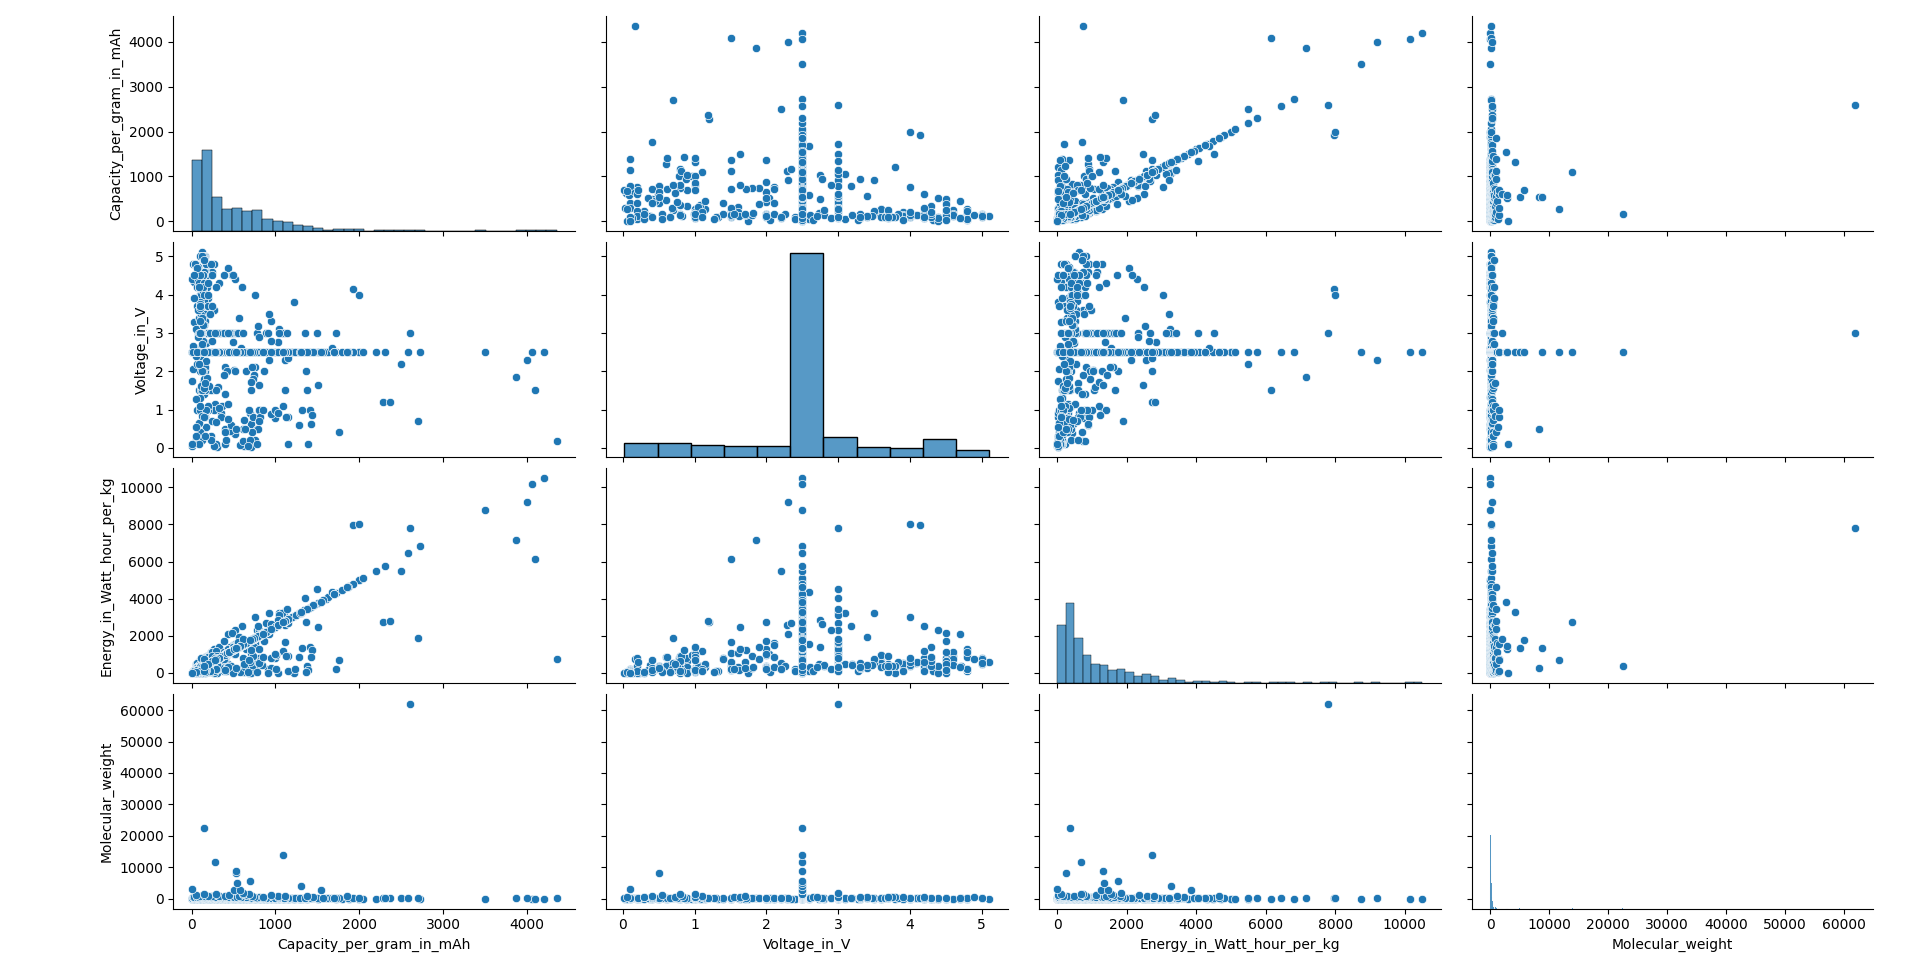 4000
3000
2000
1000
0
Capacity_per_gram_in_mAh
5
4
3
2
1
0
Voltage_in_V
10000
8000
6000
4000
2000
0
Energy_in_Watt_hour_per_kg
60000
50000
40000
30000
20000
10000
0
Molecular_weight
0 1000 2000 3000 4000
Capacity_per_gram_in_mAh
0 1 2 3 4 5
Voltage_in_V
0 2000 4000 6000 8000 10000
Energy_in_Watt_hour_per_kg
0 10000 20000 30000 40000 50000 60000
Molecular_weight